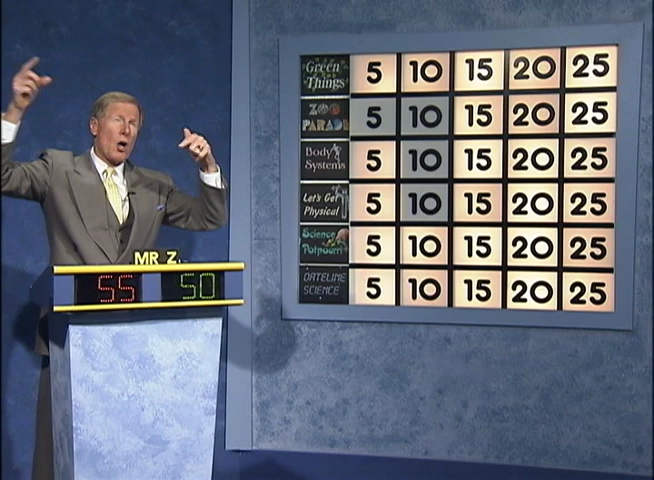 Green Things 5 10 15 20 25
ZOO PARADE 5 10 15 20 25
Body Systems 5 10 15 20 25
Let's Get Physical 5 10 15 20 25
Science Potpourri 5 10 15 20 25
DATELINE SCIENCE 5 10 15 20 25
MR Z.
55 50